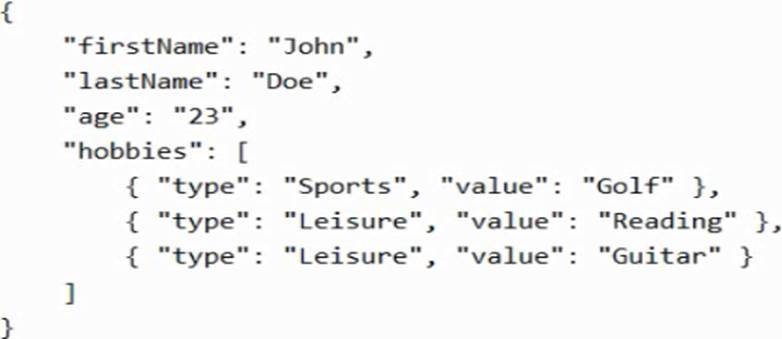 {
    "firstName": "John",
    "lastName": "Doe",
    "age": "23",
    "hobbies": [
        { "type": "Sports", "value": "Golf" },
        { "type": "Leisure", "value": "Reading" },
        { "type": "Leisure", "value": "Guitar" }
    ]
}